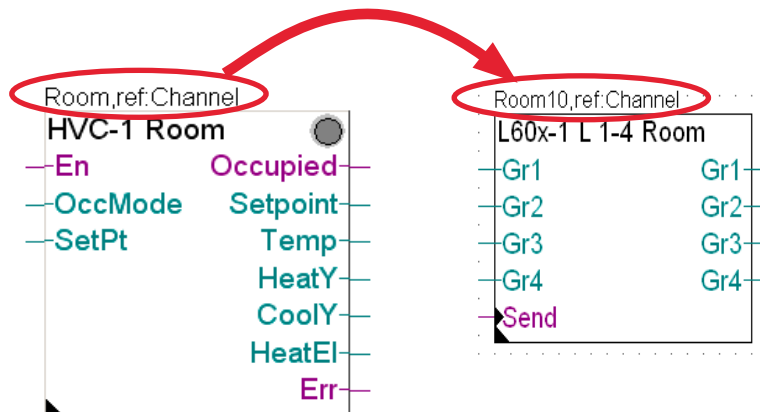 Room,ref:Channel
HVC-1 Room
En Occupied
OccMode Setpoint
SetPt Temp
HeatY
CoolY
HeatEl
Err
Room10,ref:Channel
L60x-1 L 1-4 Room
Gr1 Gr1
Gr2 Gr2
Gr3 Gr3
Gr4 Gr4
Send